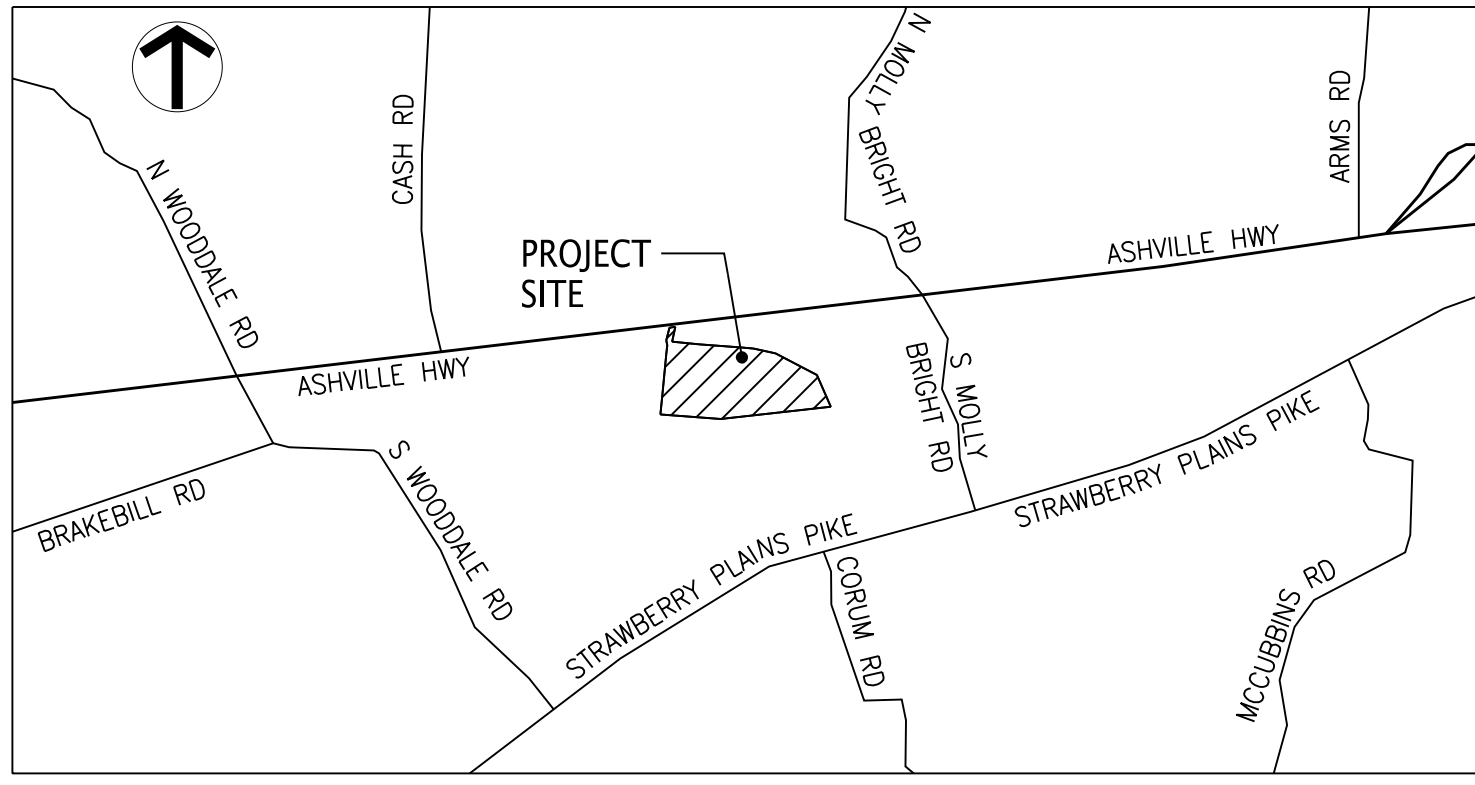 N MOLLY
BRIGHT RD
CASH RD
ARMS RD
N WOODDALE RD
PROJECT
SITE
ASHVILLE HWY
ASHVILLE HWY
S MOLLY
BRIGHT RD
BRAKEBILL RD
S WOODDALE RD
STRAWBERRY PLAINS PIKE
STRAWBERRY PLAINS PIKE
CORUM RD
MCCUBBINS RD